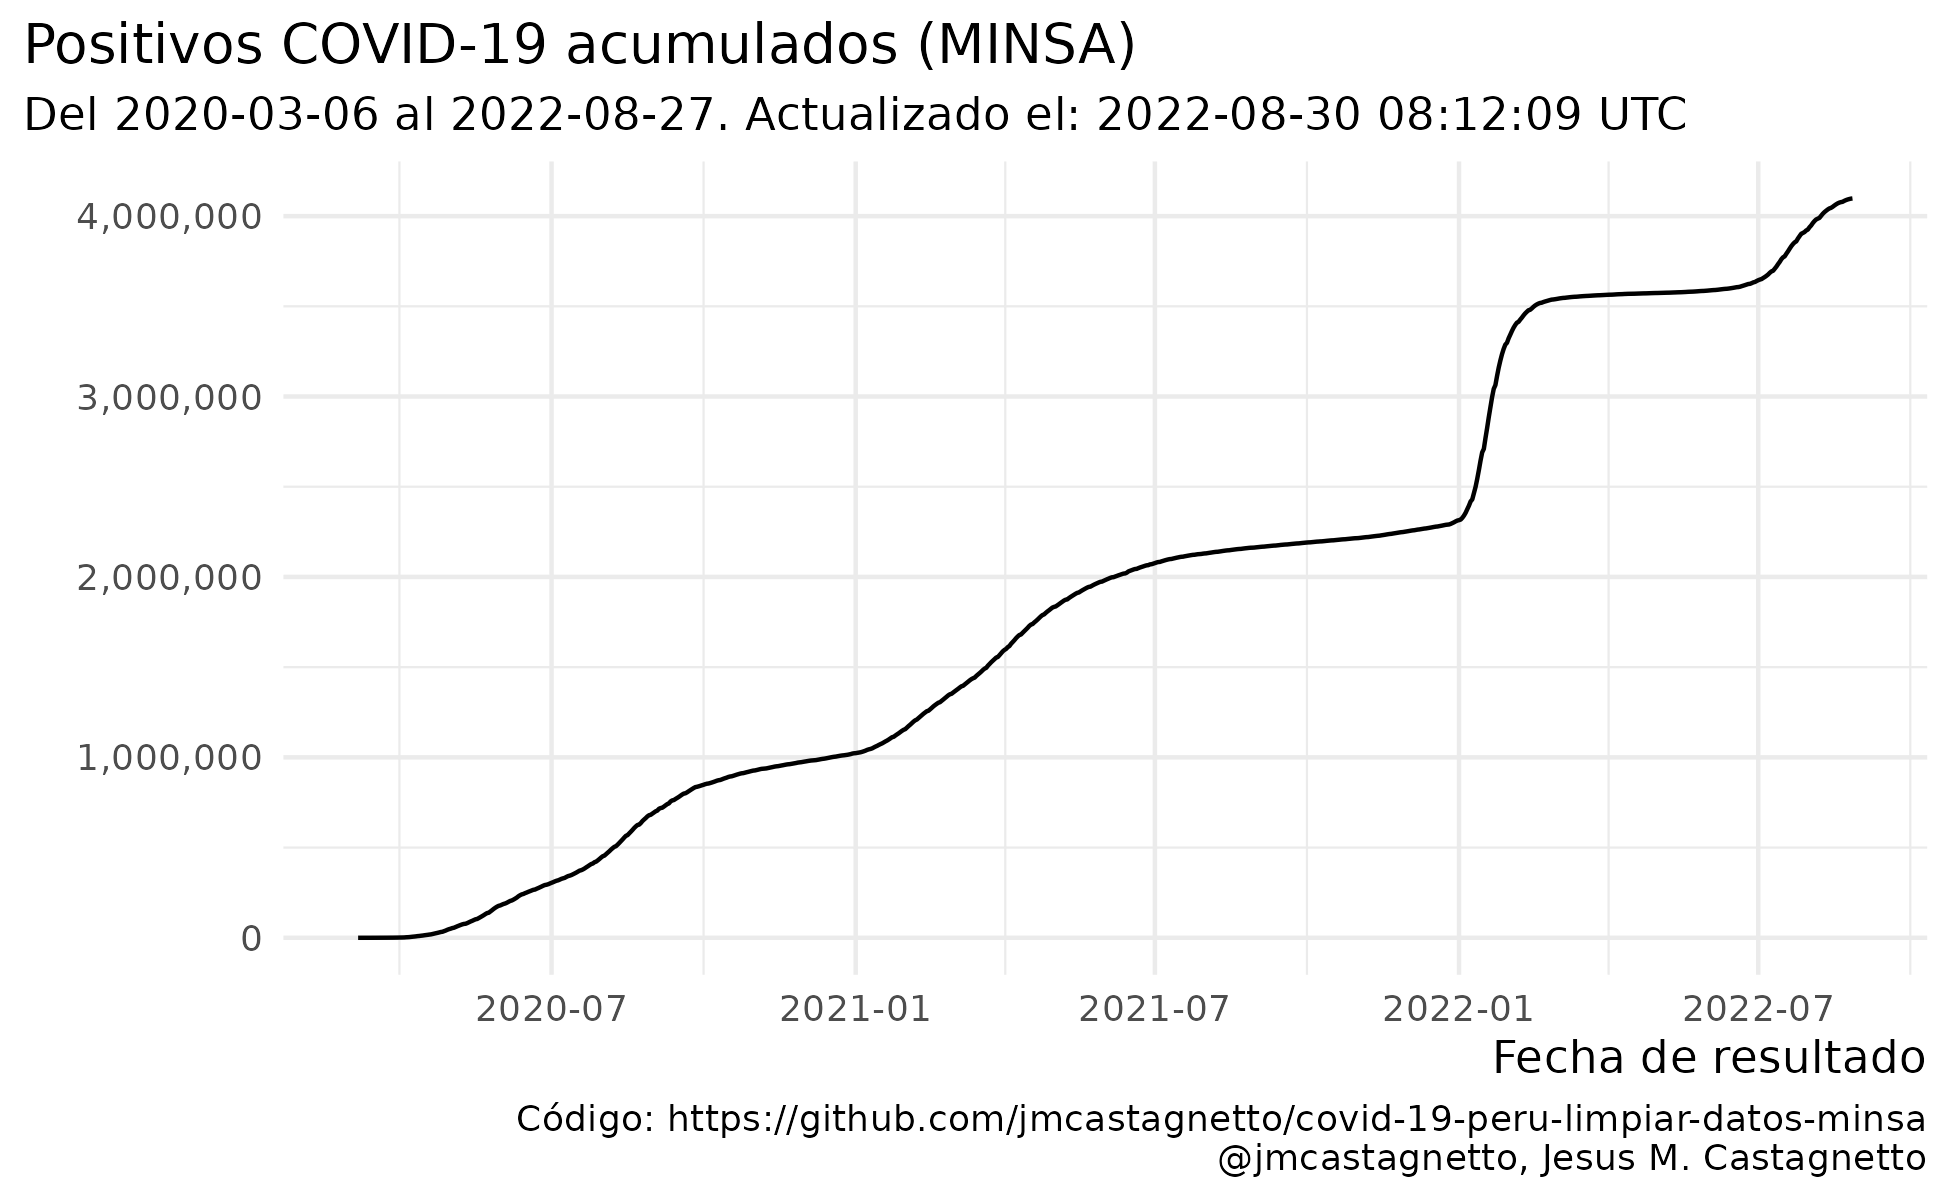 Positivos COVID-19 acumulados (MINSA)
Del 2020-03-06 al 2022-08-27. Actualizado el: 2022-08-30 08:12:09 UTC
4,000,000
3,000,000
2,000,000
1,000,000
0
2020-07 2021-01 2021-07 2022-01 2022-07
Fecha de resultado
Código: https://github.com/jmcastagnetto/covid-19-peru-limpiar-datos-minsa
@jmcastagnetto, Jesus M. Castagnetto